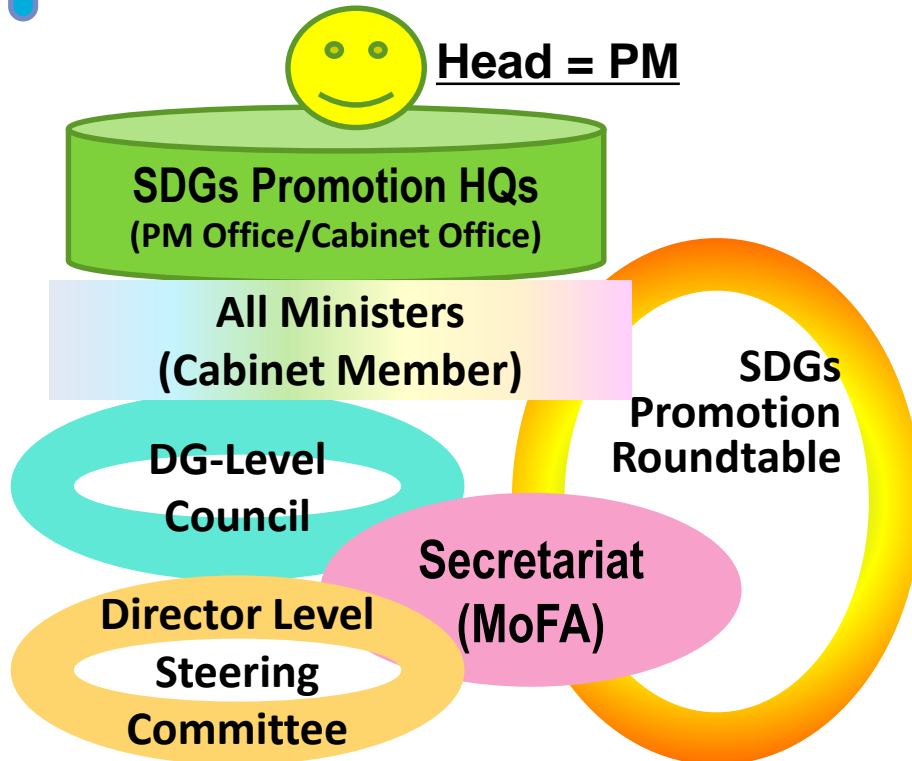 Head = PM
SDGs Promotion HQs
(PM Office/Cabinet Office)
All Ministers
(Cabinet Member)
SDGs
Promotion
Roundtable
DG-Level
Council
Secretariat
(MoFA)
Director Level
Steering
Committee